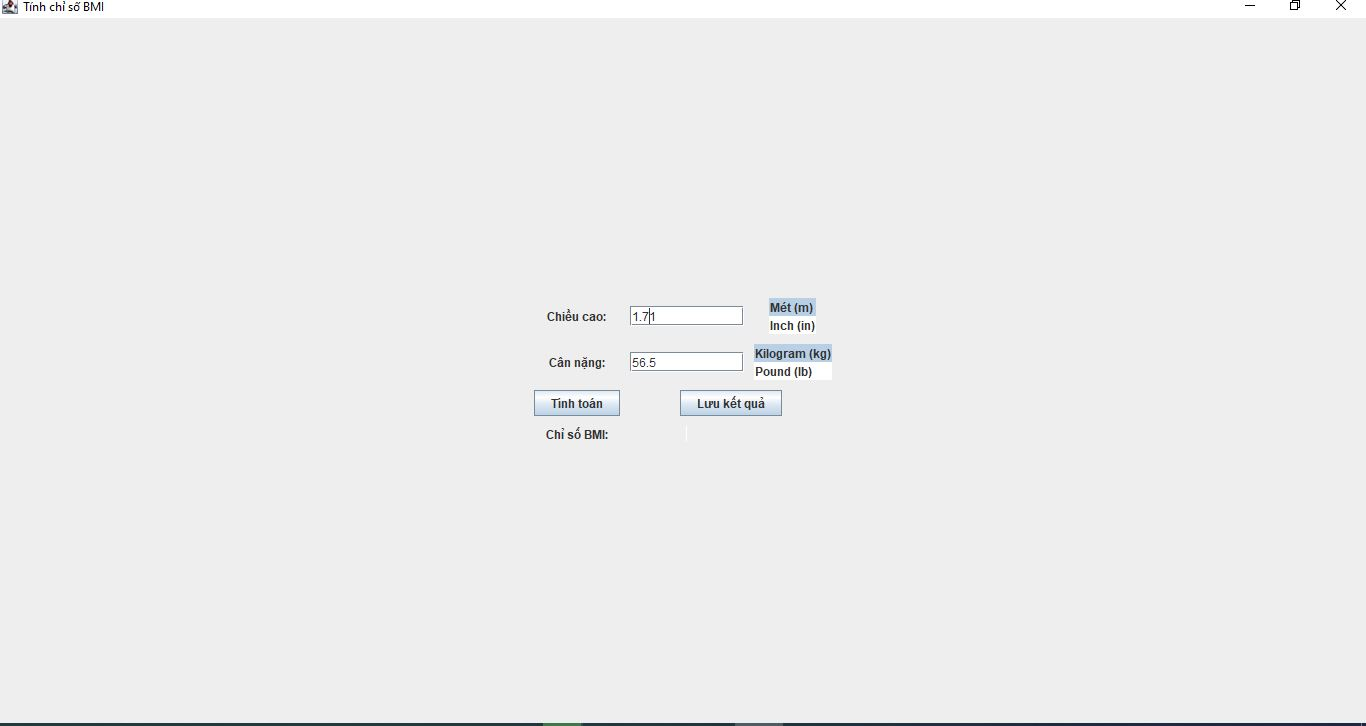 Tính chỉ số BMI
Chiều cao: 1.71 Mét (m)
Inch (in)
Cân nặng: 56.5 Kilogram (kg)
Pound (lb)
Tính toán Lưu kết quả
Chỉ số BMI: